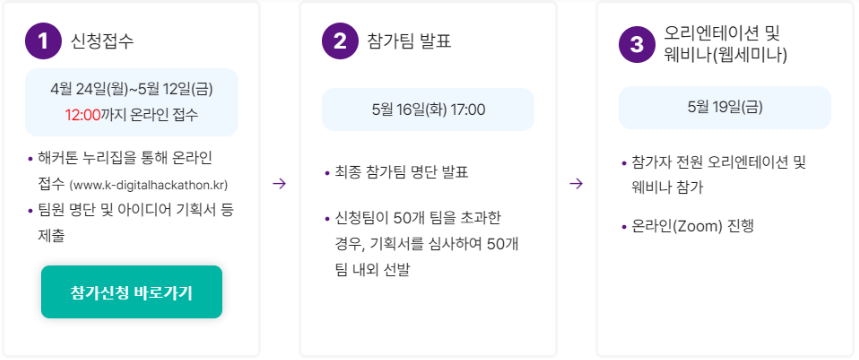 1 신청접수
4월 24일(월)~5월 12일(금)
12:00까지 온라인 접수
• 해커톤 누리집을 통해 온라인
접수 (www.k-digitalhackathon.kr)
• 팀원 명단 및 아이디어 기획서 등
제출
참가신청 바로가기
→
2 참가팀 발표
5월 16일(화) 17:00
• 최종 참가팀 명단 발표
• 신청팀이 50개 팀을 초과한
경우, 기획서를 심사하여 50개
팀 내외 선발
→
3 오리엔테이션 및
웨비나(웹세미나)
5월 19일(금)
• 참가자 전원 오리엔테이션 및
웨비나 참가
• 온라인(Zoom) 진행